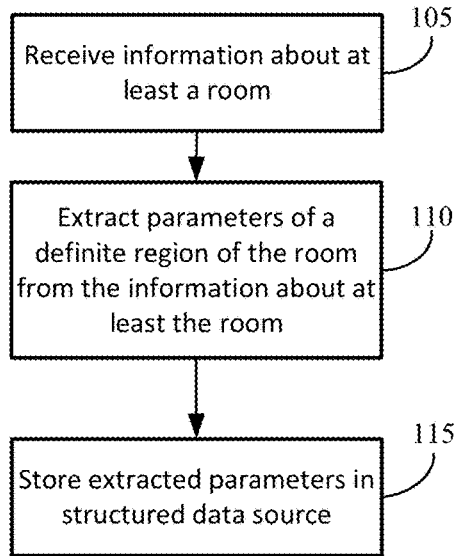 105
Receive information about at
least a room
110
Extract parameters of a
definite region of the room
from the information about at
least the room
115
Store extracted parameters in
structured data source